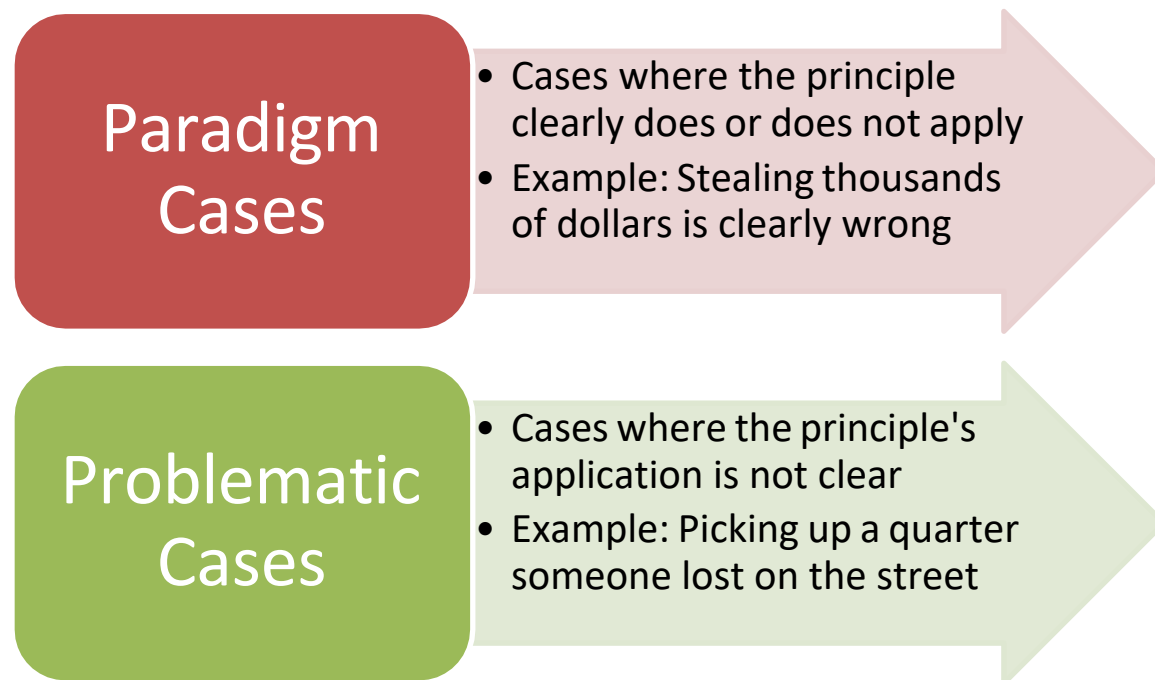 Paradigm
Cases
• Cases where the principle
clearly does or does not apply
• Example: Stealing thousands
of dollars is clearly wrong
Problematic
Cases
• Cases where the principle's
application is not clear
• Example: Picking up a quarter
someone lost on the street